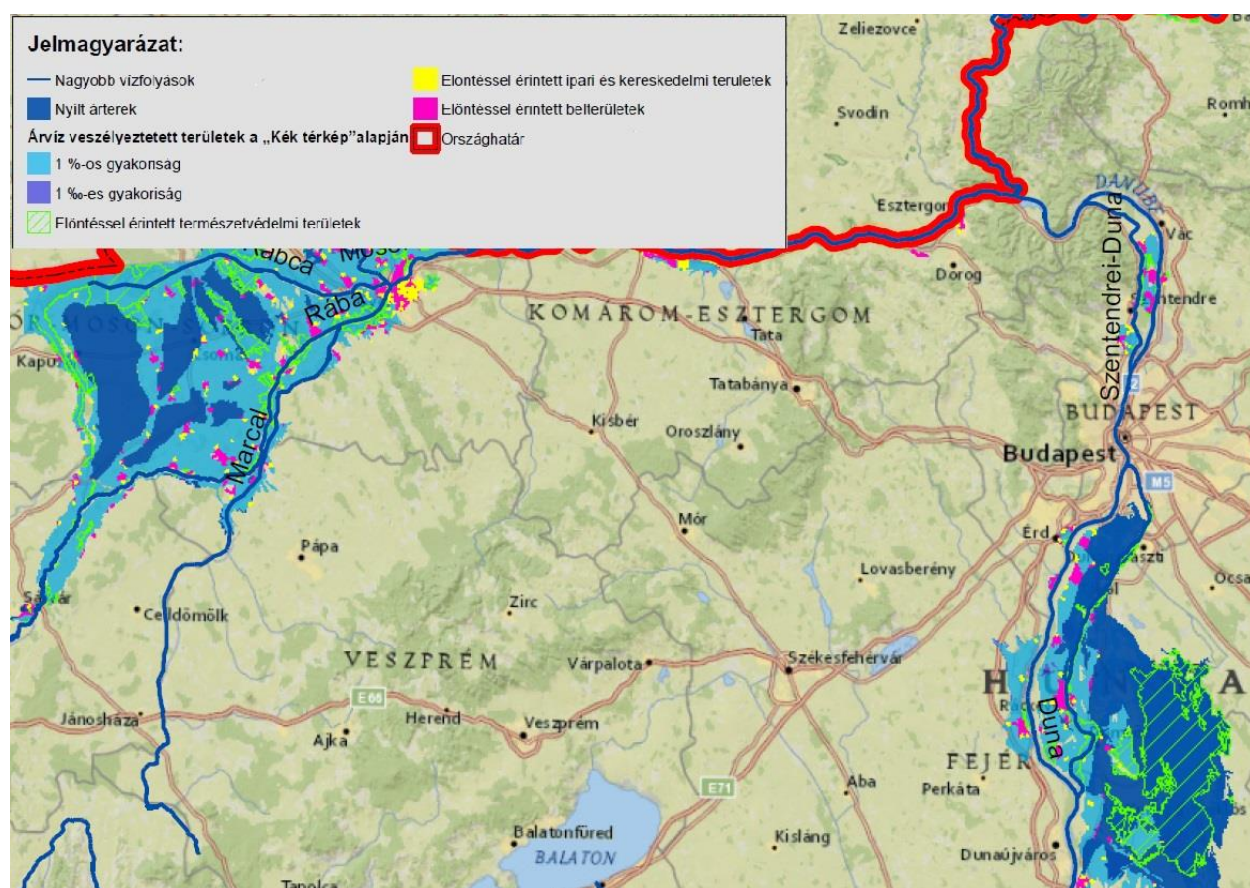 Jelmagyarázat:
Nagyobb vízfolyások
Nyílt árterek
Árvíz veszélyeztetett területek a „Kék térkép"alapján
1 %-os gyakoriság
1 ‰-es gyakoriság
Elöntéssel érintett természetvédelmi területek
Elöntéssel érintett ipari és kereskedelmi területek
Elöntéssel érintett belterületek
Országhatár
Zeliezovce
Svodin
Esztergom
DANUBE
Vác
Szentendrei-Duna
Dorog
Szentendre
Rábca
Rába
KOMÁROM-ESZTERGOM
Tata
Tatabánya
Kisbér
Oroszlány
BUDAPEST
Budapest
M5
Marcal
Mór
Érd
Pápa
Lovasberény
Celldömölk
Zirc
VESZPRÉM
Várpalota
Székesfehérvár
H
A
E66
Jánosháza
Herend
Veszprém
Ajka
Duna
FEJÉR
E71
Aba
Perkáta
Balatonfüred
BALATON
Kisláng
Dunaújváros
Tapolca